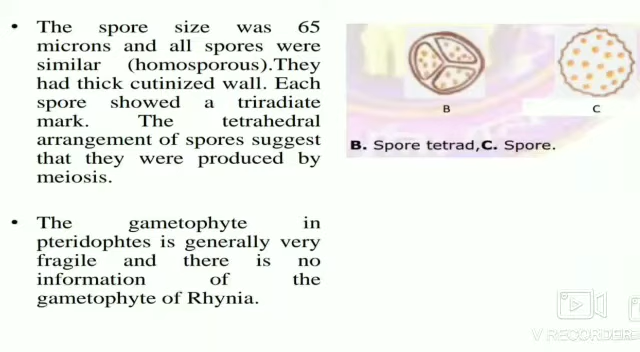 • The spore size was 65
microns and all spores were
similar (homosporous).They
had thick cutinized wall. Each
spore showed a triradiate
mark. The tetrahedral
arrangement of spores suggest
that they were produced by
meiosis.
• The gametophyte in
pteridophtes is generally very
fragile and there is no
information of the
gametophyte of Rhynia.
B
C
B. Spore tetrad,C. Spore.
V RECORDER